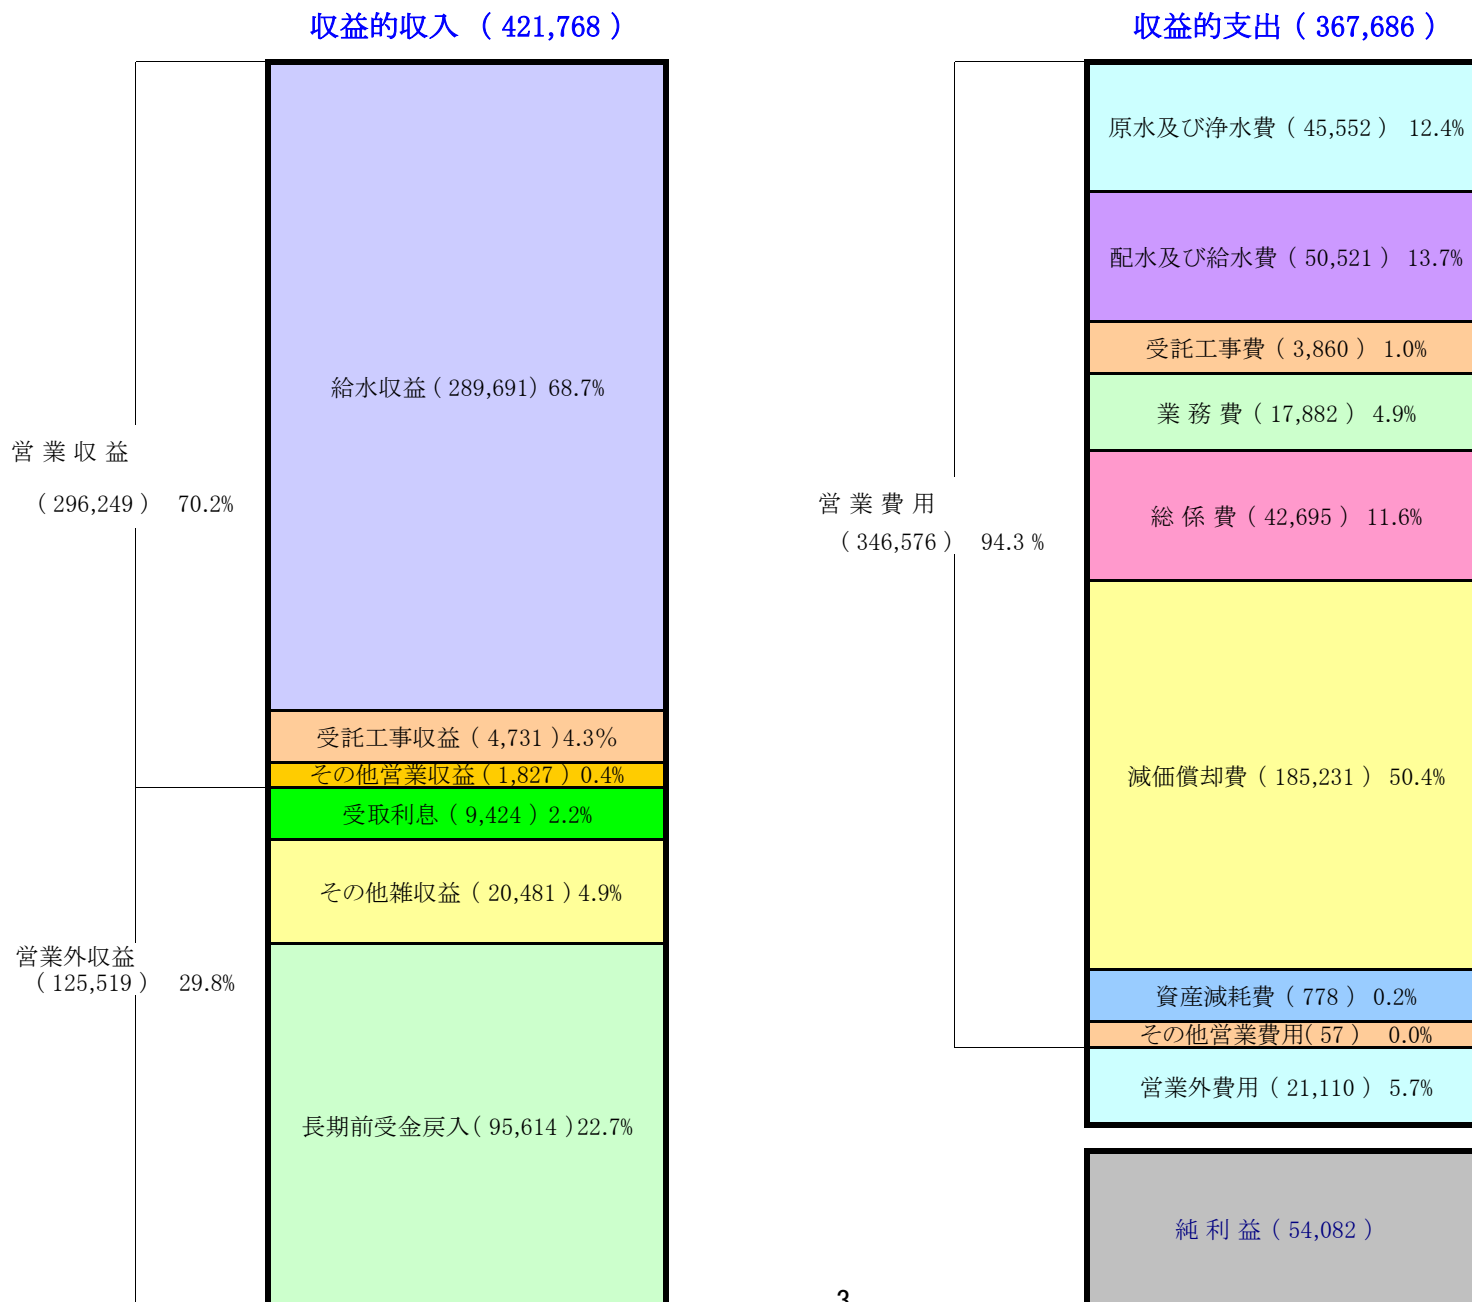 収益的収入 ( 421,768 )
給水収益 ( 289,691) 68.7%
営 業 収 益
( 296,249 ) 70.2%
受託工事収益 ( 4,731 )4.3%
その他営業収益 ( 1,827 ) 0.4%
受取利息 ( 9,424 ) 2.2%
その他雑収益 ( 20,481 ) 4.9%
営業外収益
( 125,519 ) 29.8%
長期前受金戻入( 95,614 )22.7%
収益的支出 ( 367,686 )
原水及び浄水費 ( 45,552 ) 12.4%
配水及び給水費 ( 50,521 ) 13.7%
受託工事費 ( 3,860 ) 1.0%
業 務 費 ( 17,882 ) 4.9%
営 業 費 用
( 346,576 ) 94.3 %
総 係 費 ( 42,695 ) 11.6%
減価償却費 ( 185,231 ) 50.4%
資産減耗費 ( 778 ) 0.2%
その他営業費用( 57 ) 0.0%
営業外費用 ( 21,110 ) 5.7%
純 利 益 ( 54,082 )
3